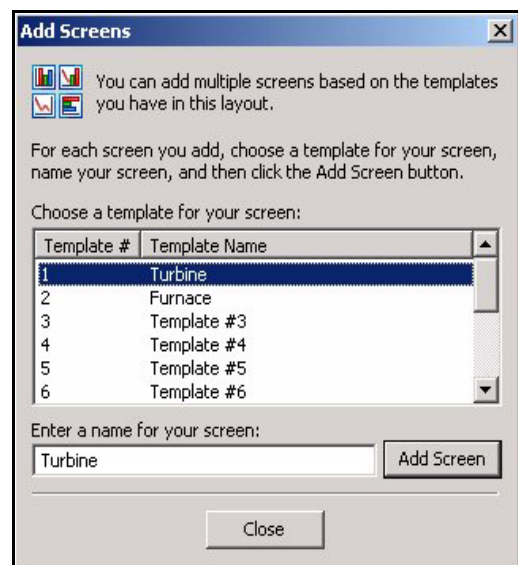 Add Screens
You can add multiple screens based on the templates
you have in this layout.
For each screen you add, choose a template for your screen,
name your screen, and then click the Add Screen button.
Choose a template for your screen:
Template # Template Name
1 Turbine
2 Furnace
3 Template #3
4 Template #4
5 Template #5
6 Template #6
Enter a name for your screen:
Turbine Add Screen
Close